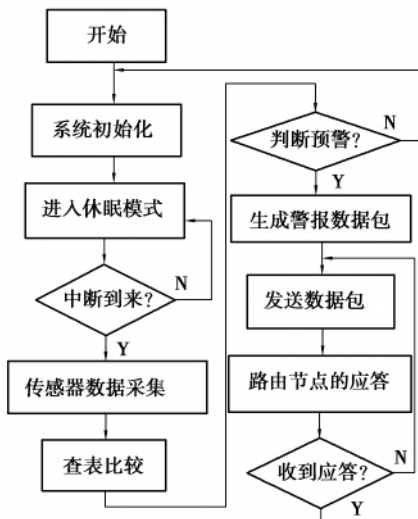 开始
系统初始化
进入休眠模式
中断到来?
N
Y
传感器数据采集
查表比较
判断预警?
N
Y
生成警报数据包
发送数据包
路由节点的应答
收到应答?
N
Y